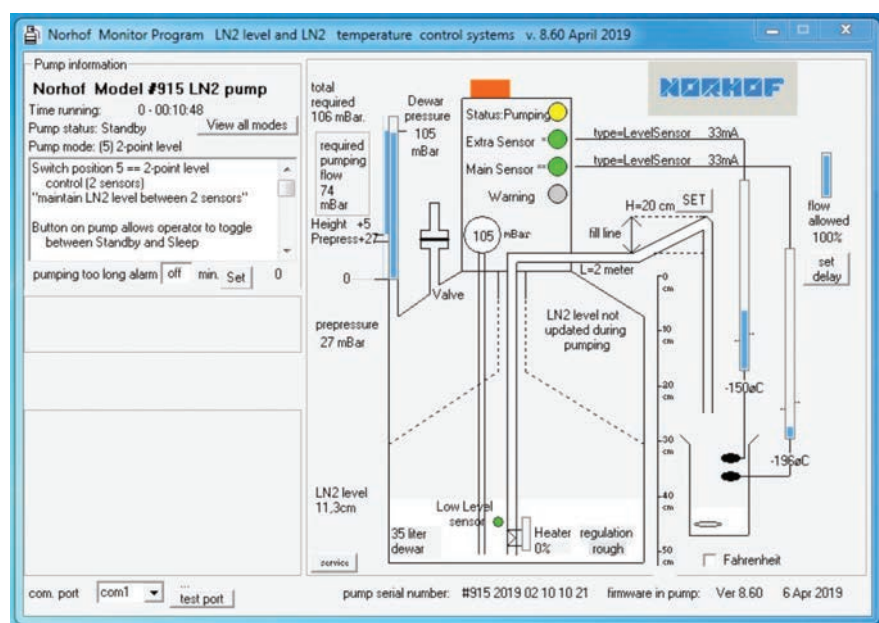 Norhof Monitor Program LN2 level and LN2 temperature control systems v. 8.60 April 2019
Pump information
Norhof Model #915 LN2 pump
Time running: 0 - 00:10:48
Pump status: Standby
View all modes
Pump mode: (5) 2-point level
Switch position 5 == 2-point level
control (2 sensors)
"maintain LN2 level between 2 sensors"
Button on pump allows operator to toggle
between Standby and Sleep
pumping too long alarm off min. Set 0
total
required
106 mBar.
required
pumping
flow
74
mBar
Height +5
Prepress+27
0
prepressure
27 mBar
LN2 level
11,3cm
service
Dewar
pressure
105
mBar
Valve
Status:Pumping
Extra Sensor =
Main Sensor ==
Warning
105 mBar
type=LevelSensor 33mA
type=LevelSensor 33mA
NORHOF
H=20 cm SET
fill line
L=2 meter
LN2 level not
updated during
pumping
0
cm
10
cm
20
cm
30
cm
40
cm
50
cm
flow
allowed
100%
set
delay
-150øC
-196øC
Low Level
sensor
35 liter
dewar
Heater regulation
0% rough
Fahrenheit
com. port com1 ... test port
pump serial number: #915 2019 02 10 10 21 firmware in pump: Ver 8.60 6 Apr 2019